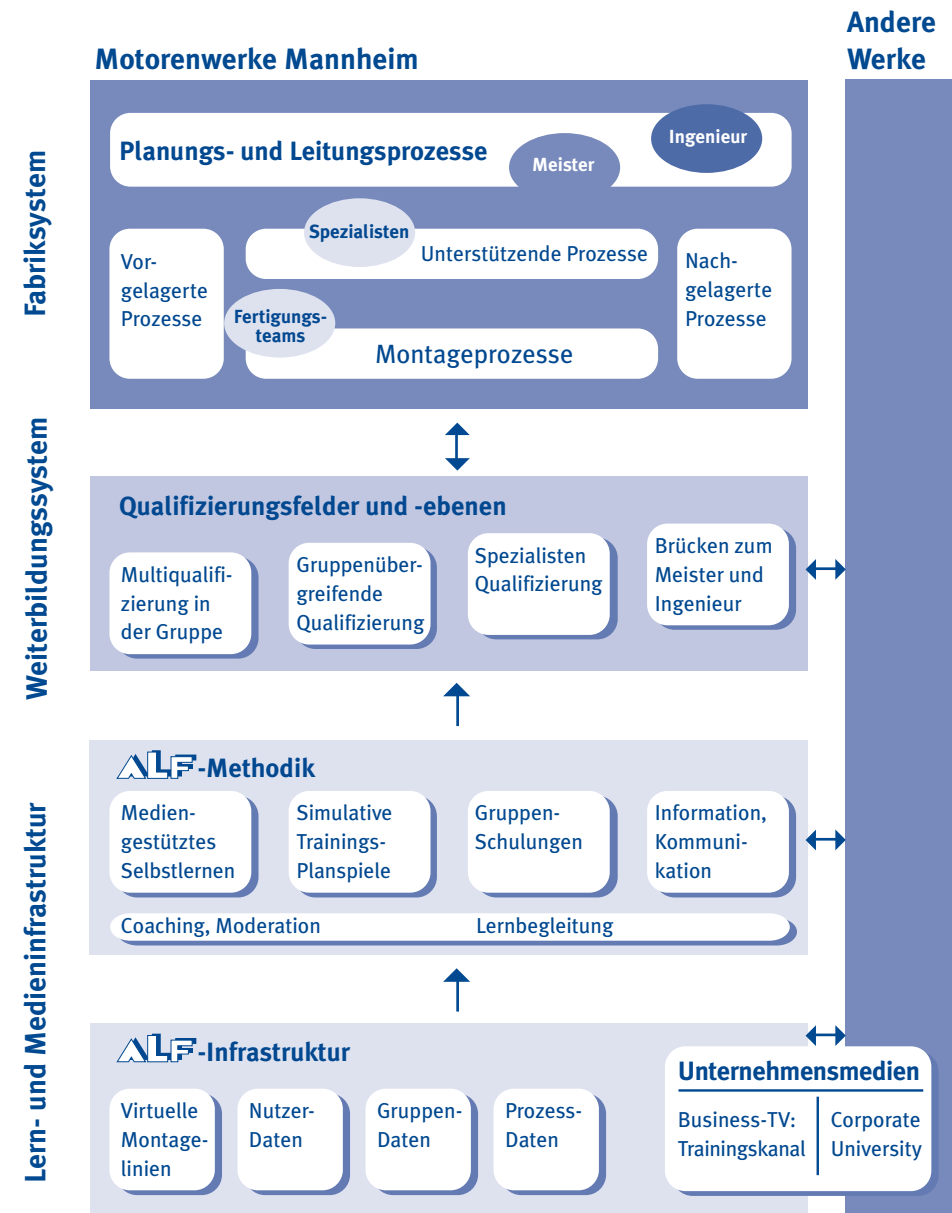 Andere
Werke
Motorenwerke Mannheim
Fabriksystem
Planungs- und Leitungsprozesse
Meister
Ingenieur
Vor-
gelagerte
Prozesse
Spezialisten
Unterstützende Prozesse
Fertigungs-
teams
Montageprozesse
Nach-
gelagerte
Prozesse
Weiterbildungssystem
Qualifizierungsfelder und -ebenen
Multiqualifi-
zierung in
der Gruppe
Gruppenüber-
greifende
Qualifizierung
Spezialisten
Qualifizierung
Brücken zum
Meister und
Ingenieur
Lern- und Medieninfrastruktur
ALF-Methodik
Medien-
gestütztes
Selbstlernen
Simulative
Trainings-
Planspiele
Gruppen-
Schulungen
Information,
Kommuni-
kation
Coaching, Moderation
Lernbegleitung
ALF-Infrastruktur
Virtuelle
Montage-
linien
Nutzer-
Daten
Gruppen-
Daten
Prozess-
Daten
Unternehmensmedien
Business-TV:
Trainingskanal
Corporate
University